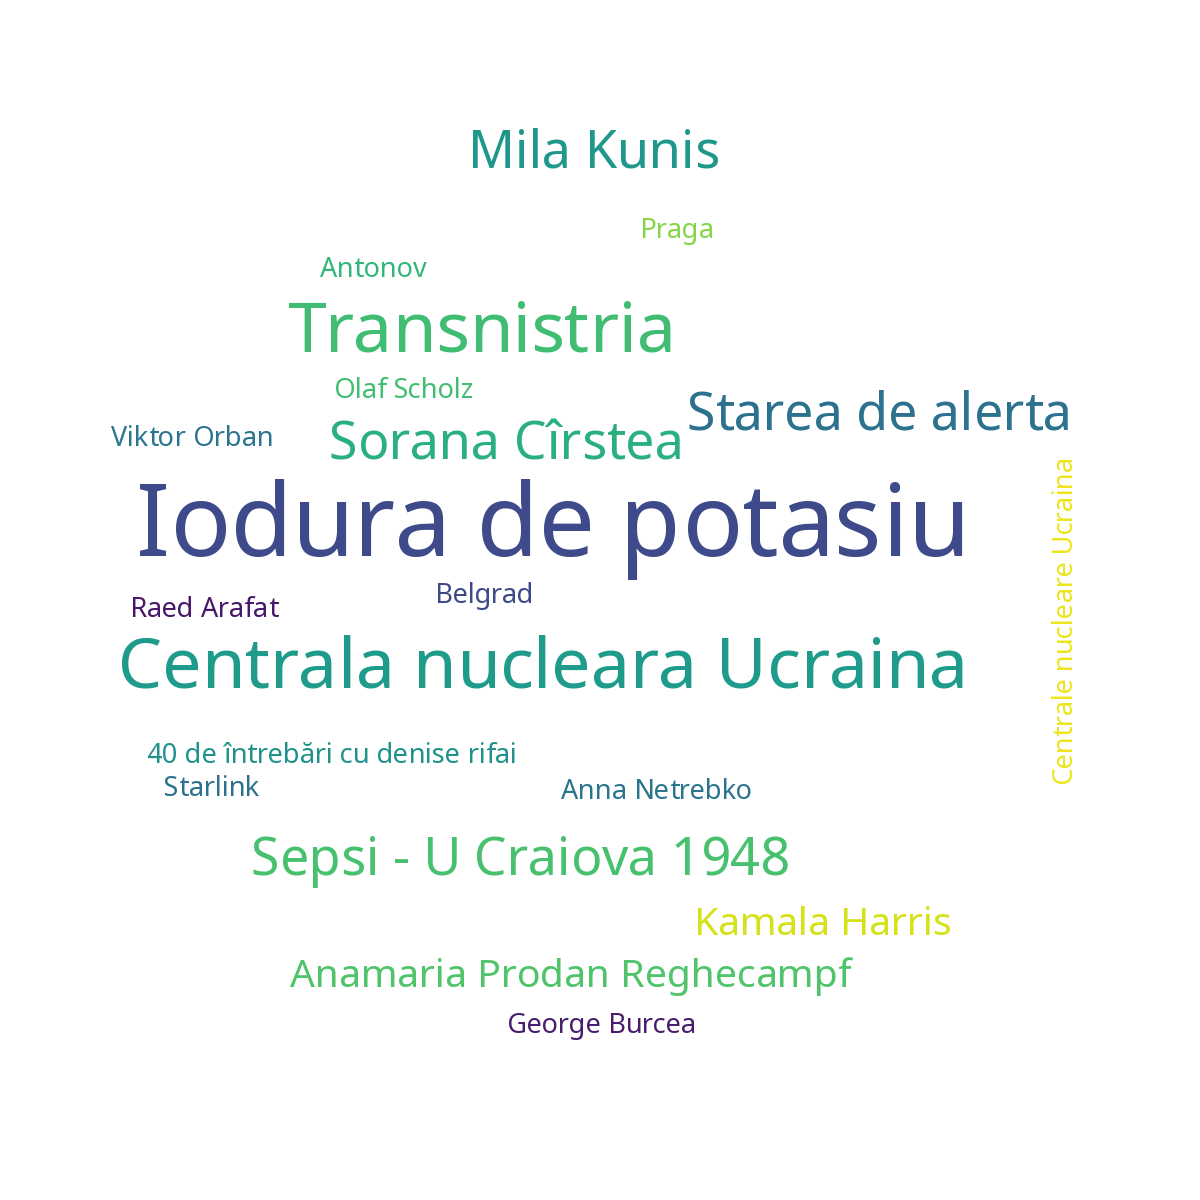 Mila Kunis
Praga
Antonov
Transnistria
Olaf Scholz
Starea de alerta
Viktor Orban
Sorana Cîrstea
Iodura de potasiu
Centrale nucleare Ucraina
Belgrad
Raed Arafat
Centrala nucleara Ucraina
40 de întrebări cu denise rifai
Starlink
Anna Netrebko
Sepsi - U Craiova 1948
Kamala Harris
Anamaria Prodan Reghecampf
George Burcea